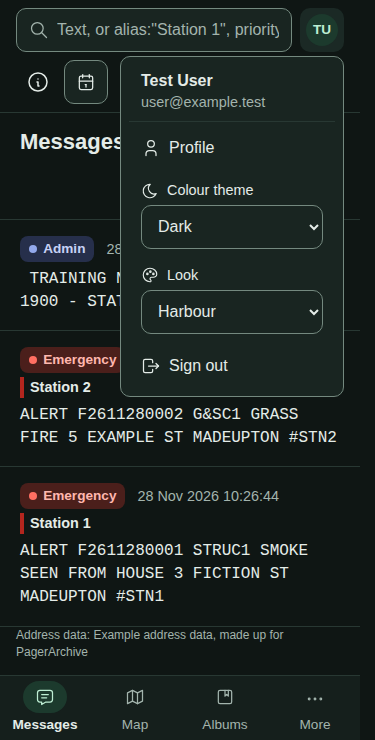 Text, or alias:"Station 1", priority
TU
Test User
user@example.test
Profile
Messages
Colour theme
Dark
Admin 28
TRAINING
1900 - STAT
Look
Harbour
Emergency
Sign out
Station 2
ALERT F2611280002 G&SC1 GRASS
FIRE 5 EXAMPLE ST MADEUPTON #STN2
Emergency 28 Nov 2026 10:26:44
Station 1
ALERT F2611280001 STRUC1 SMOKE
SEEN FROM HOUSE 3 FICTION ST
MADEUPTON #STN1
Address data: Example address data, made up for
PagerArchive
Messages Map Albums More